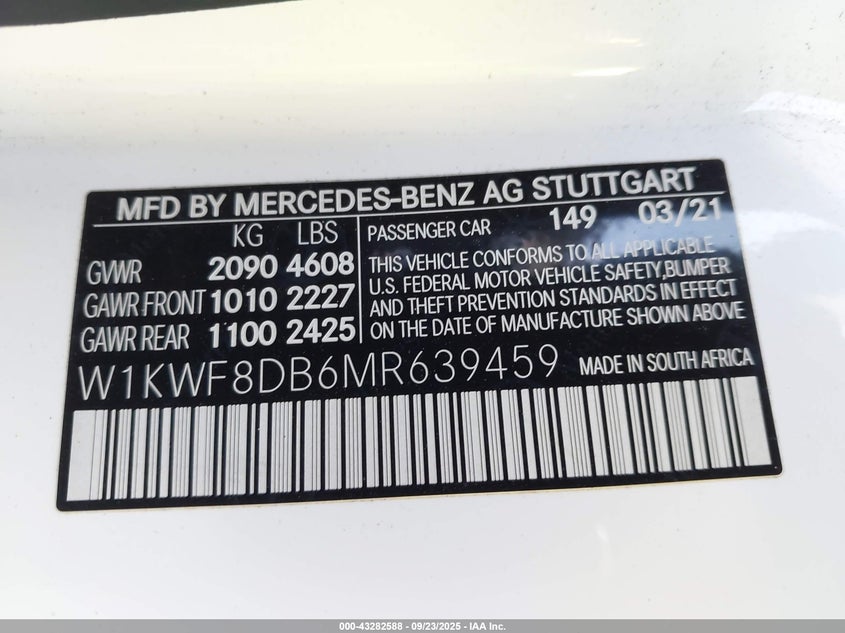 MFD BY MERCEDES-BENZ AG STUTTGART
KG LBS
GVWR 2090 4608
GAWR FRONT 1010 2227
GAWR REAR 1100 2425
PASSENGER CAR 149 03/21
THIS VEHICLE CONFORMS TO ALL APPLICABLE
U.S. FEDERAL MOTOR VEHICLE SAFETY,BUMPER
AND THEFT PREVENTION STANDARDS IN EFFECT
ON THE DATE OF MANUFACTURE SHOWN ABOVE
W1KWF8DB6MR639459 MADE IN SOUTH AFRICA
000-43282588 - 09/23/2025 - IAA Inc.